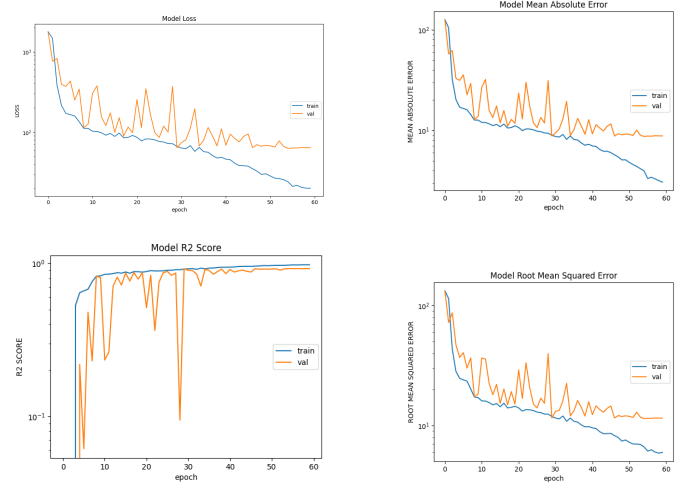 Model Loss
10³
10²
LOSS
train
val
0
10
20
30
40
50
60
epoch
Model Mean Absolute Error
10²
10¹
MEAN ABSOLUTE ERROR
train
val
0
10
20
30
40
50
60
epoch
Model R2 Score
10⁰
10⁻¹
R2 SCORE
train
val
0
10
20
30
40
50
60
epoch
Model Root Mean Squared Error
10²
10¹
ROOT MEAN SQUARED ERROR
train
val
0
10
20
30
40
50
60
epoch